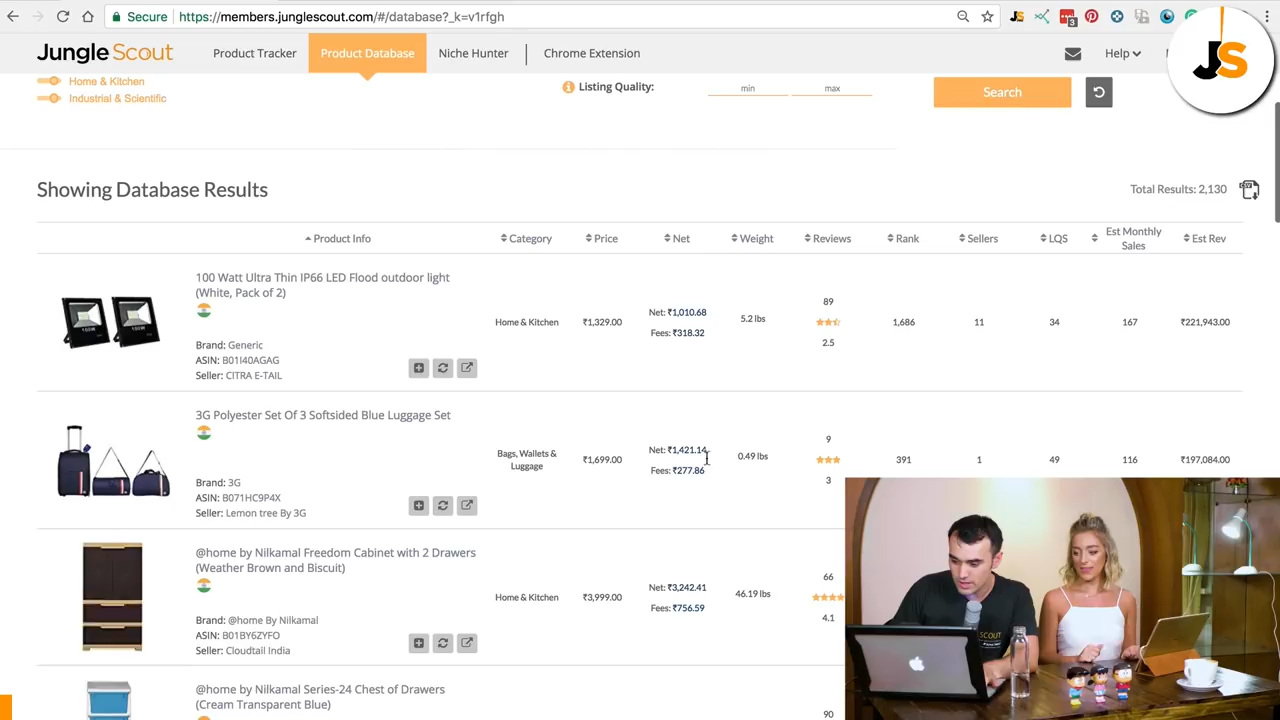 Secure
https://members.junglescout.com/#/database?_k=v1rfgh
3
Jungle Scout
Product Tracker
Product Database
Niche Hunter
Chrome Extension
Help
JS
Home & Kitchen
Industrial & Scientific
Listing Quality:
min
max
Search
Showing Database Results
Total Results: 2,130
CSV
Product Info
Category
Price
Net
Weight
Reviews
Rank
Sellers
LQS
Est Monthly
Sales
Est Rev
100 Watt Ultra Thin IP66 LED Flood outdoor light
(White, Pack of 2)
Brand: Generic
ASIN: B01I40AGAG
Seller: CITRA E-TAIL
Home & Kitchen
₹1,329.00
Net: ₹1,010.68
Fees: ₹318.32
5.2 lbs
89
2.5
1,686
11
34
167
₹221,943.00
3G Polyester Set Of 3 Softsided Blue Luggage Set
Brand: 3G
ASIN: B071HC9P4X
Seller: Lemon tree By 3G
Bags, Wallets &
Luggage
₹1,699.00
Net: ₹1,421.14
Fees: ₹277.86
0.49 lbs
9
3
391
1
49
116
₹197,084.00
@home by Nilkamal Freedom Cabinet with 2 Drawers
(Weather Brown and Biscuit)
Brand: @home By Nilkamal
ASIN: B01BY6ZYFO
Seller: Cloudtail India
Home & Kitchen
₹3,999.00
Net: ₹3,242.41
Fees: ₹756.59
46.19 lbs
66
4.1
@home by Nilkamal Series-24 Chest of Drawers
(Cream Transparent Blue)
90
SCOUT